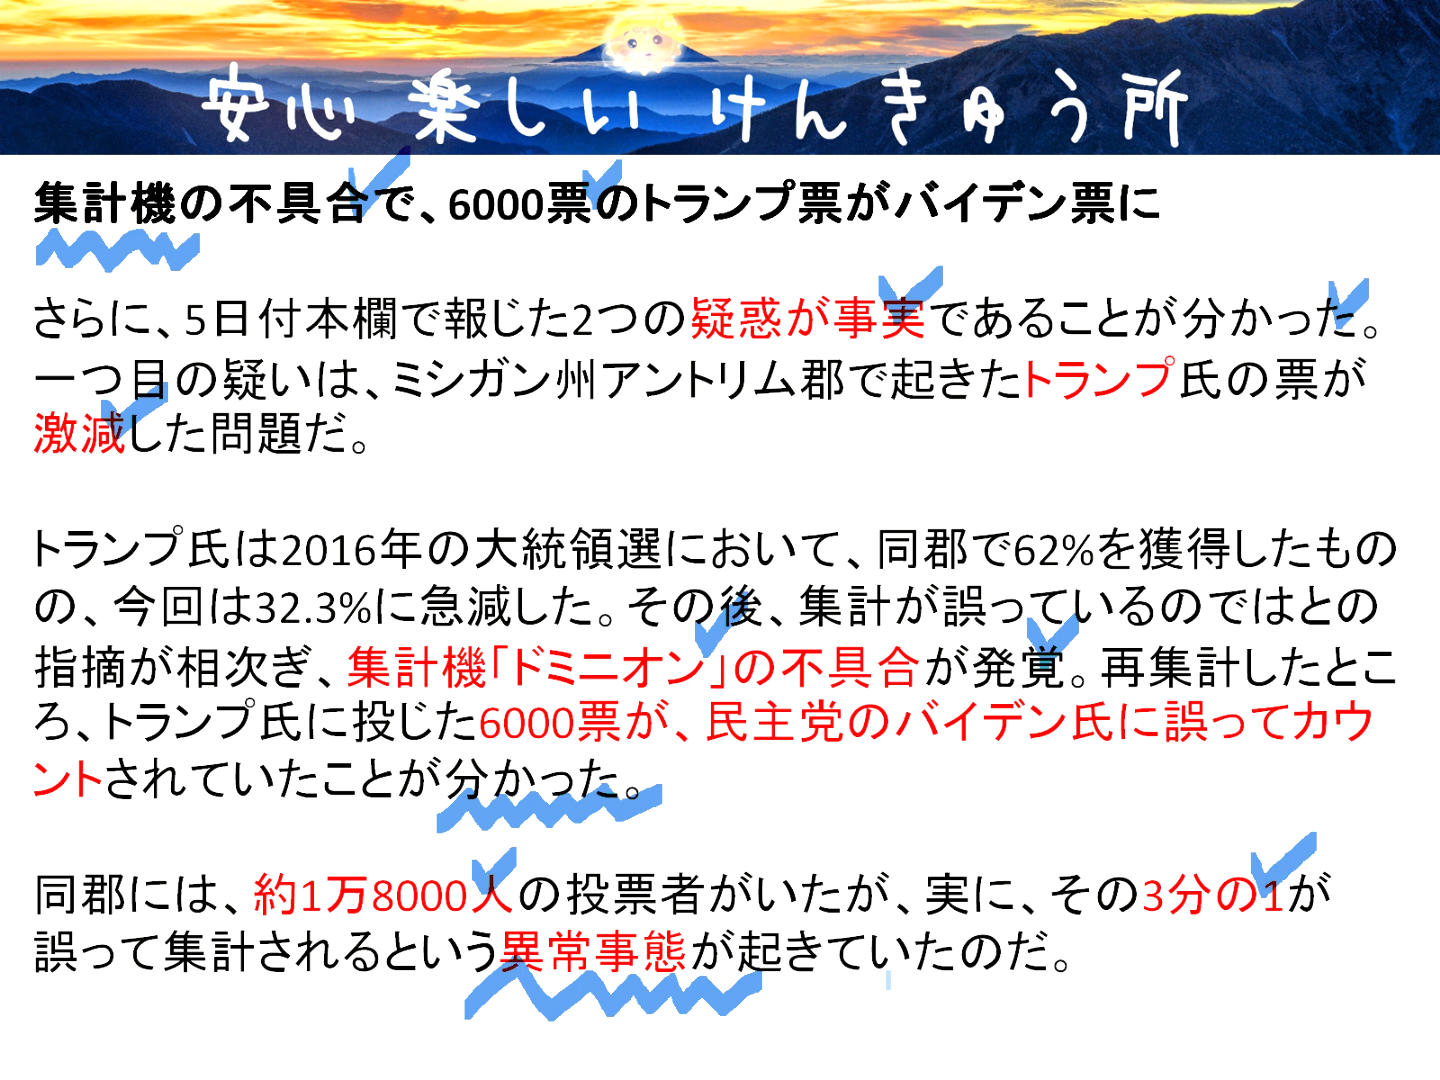 安心 楽しい けんきゅう所
集計機の不具合で、6000票のトランプ票がバイデン票に
さらに、5日付本欄で報じた2つの疑惑が事実であることが分かった。
一つ目の疑いは、ミシガン州アントリム郡で起きたトランプ氏の票が
激減した問題だ。
トランプ氏は2016年の大統領選において、同郡で62%を獲得したもの
の、今回は32.3%に急減した。その後、集計が誤っているのではとの
指摘が相次ぎ、集計機「ドミニオン」の不具合が発覚。再集計したとこ
ろ、トランプ氏に投じた6000票が、民主党のバイデン氏に誤ってカウ
ントされていたことが分かった。
同郡には、約1万8000人の投票者がいたが、実に、その3分の1が
誤って集計されるという異常事態が起きていたのだ。